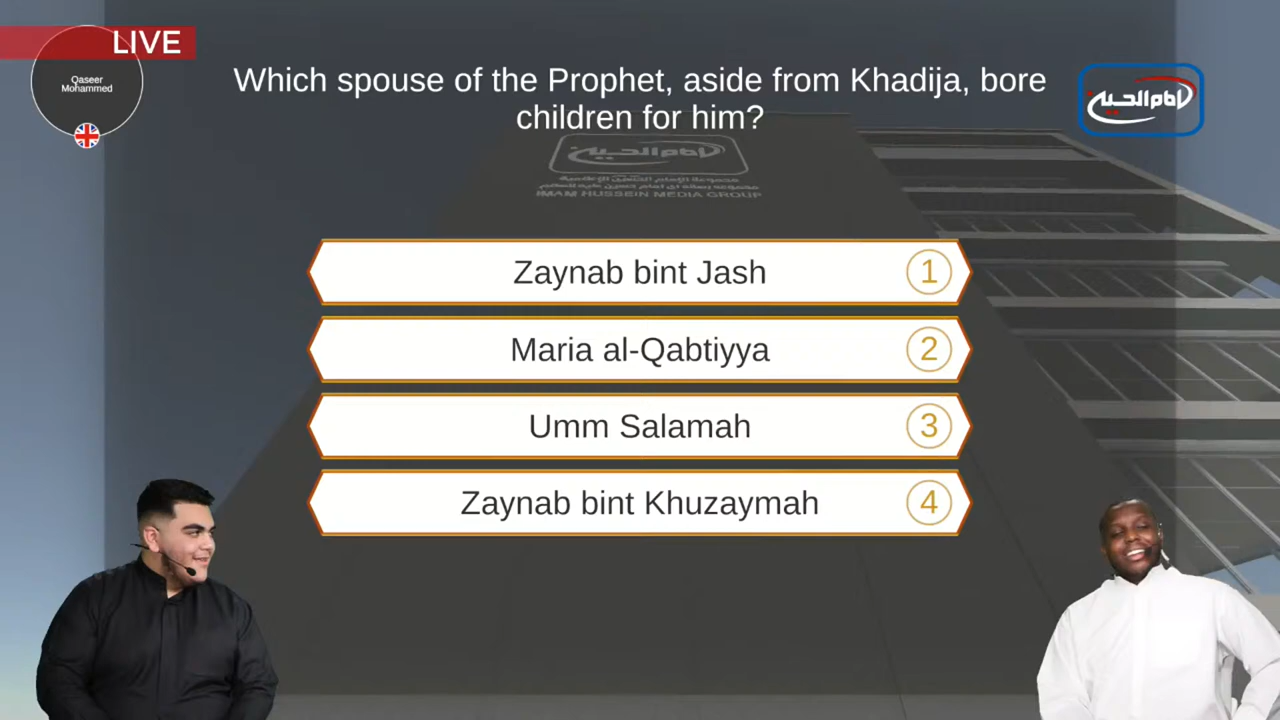 LIVE
Qaseer
Mohammed
Which spouse of the Prophet, aside from Khadija, bore
children for him?
Zaynab bint Jash 1
Maria al-Qabtiyya 2
Umm Salamah 3
Zaynab bint Khuzaymah 4
IMAM HUSSEIN MEDIA GROUP